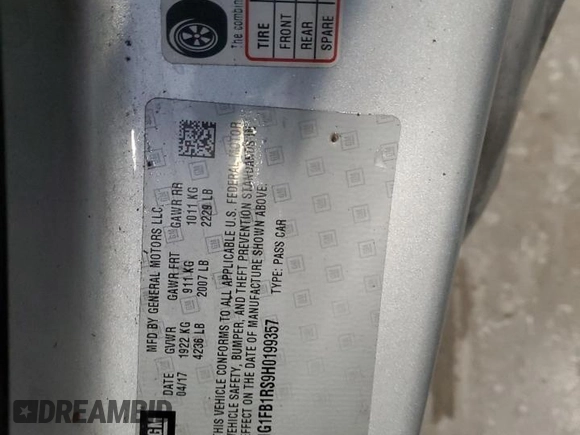 The combin
TIRE
FRONT
REAR
SPARE
MFD BY GENERAL MOTORS LLC
DATE GVWR GAWR FRT GAWR RR
04/17 1922 KG 911 KG 1011 KG
4236 LB 2007 LB 2229 LB
THIS VEHICLE CONFORMS TO ALL APPLICABLE U.S. FEDERAL MOTOR
VEHICLE SAFETY, BUMPER, AND THEFT PREVENTION STANDARDS IN
EFFECT ON THE DATE OF MANUFACTURE SHOWN ABOVE.
G1FB1RS9H0199357 TYPE: PASS CAR
GM
DREAMBID